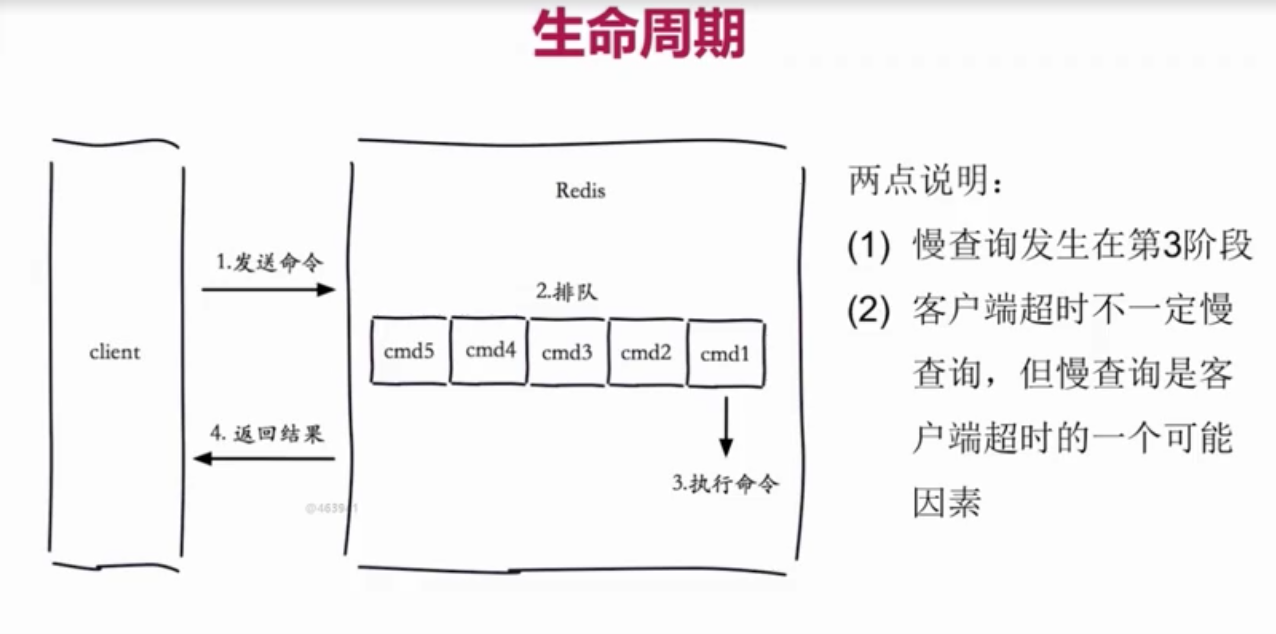 生命周期
Redis
1.发送命令
2.排队
client
cmd5
cmd4
cmd3
cmd2
cmd1
4. 返回结果
3.执行命令
两点说明：
(1) 慢查询发生在第3阶段
(2) 客户端超时不一定慢
查询，但慢查询是客
户端超时的一个可能
因素